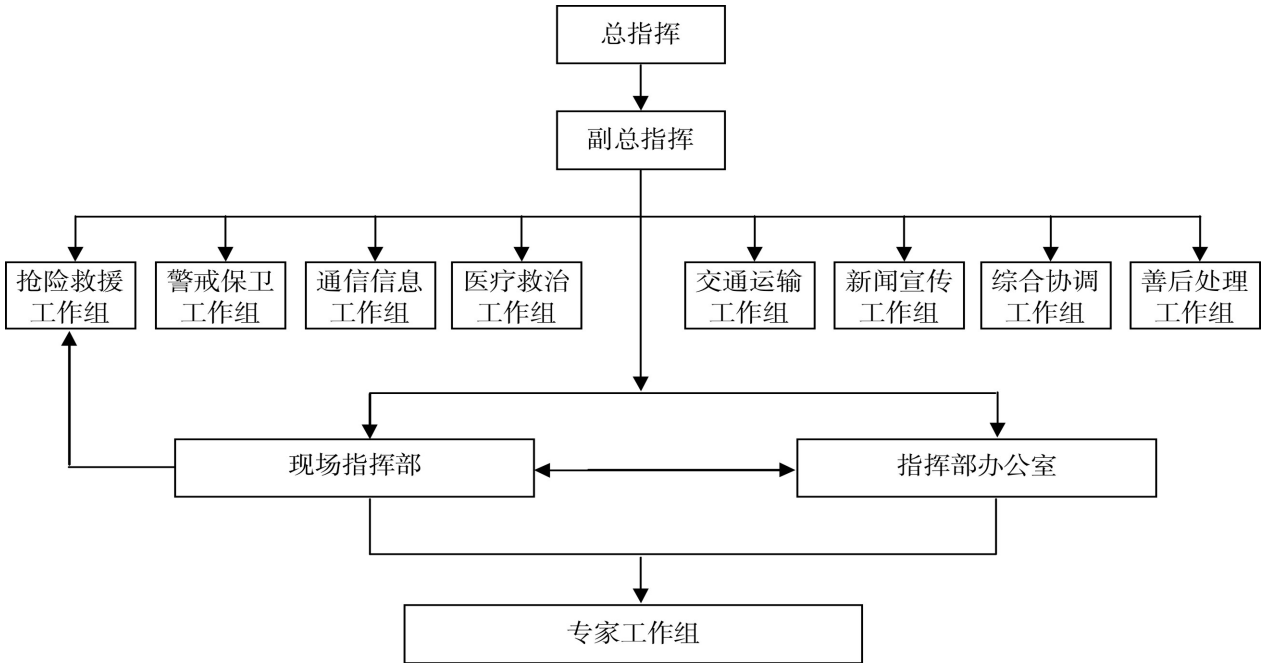 总指挥
副总指挥
抢险救援
工作组
警戒保卫
工作组
通信信息
工作组
医疗救治
工作组
交通运输
工作组
新闻宣传
工作组
综合协调
工作组
善后处理
工作组
现场指挥部
指挥部办公室
专家工作组